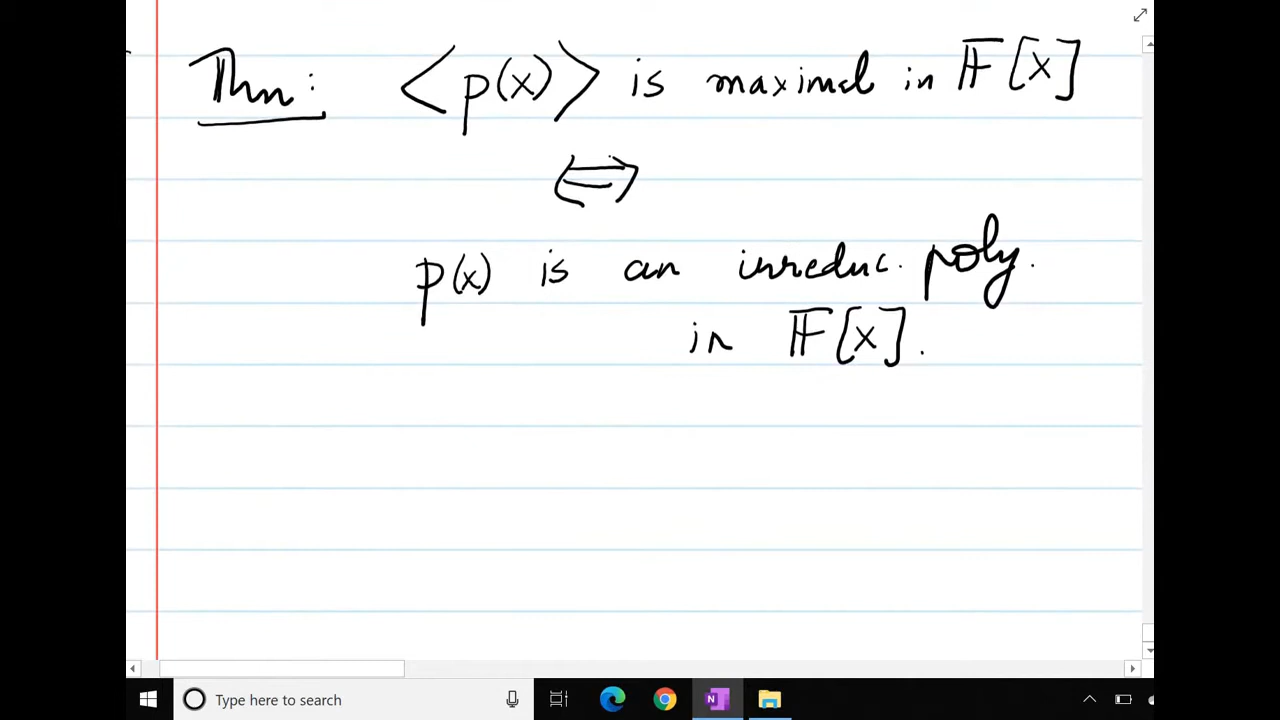 Thm: <p(x)> is maximal in 𝔽[x]
⟺
p(x) is an irreduc. poly.
in 𝔽[x].
Type here to search